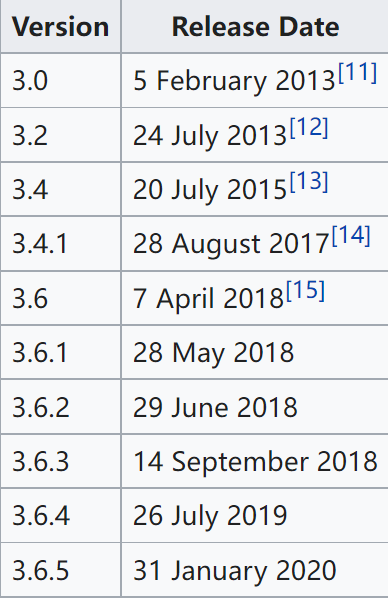 Version Release Date
3.0 5 February 2013[11]
3.2 24 July 2013[12]
3.4 20 July 2015[13]
3.4.1 28 August 2017[14]
3.6 7 April 2018[15]
3.6.1 28 May 2018
3.6.2 29 June 2018
3.6.3 14 September 2018
3.6.4 26 July 2019
3.6.5 31 January 2020